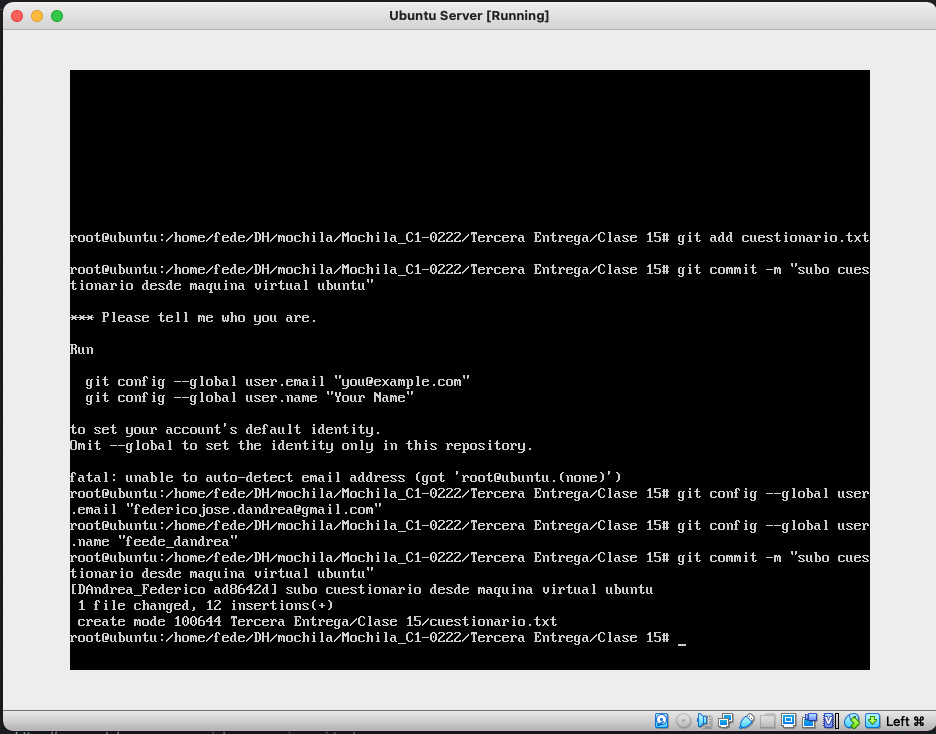 Ubuntu Server [Running]
root@ubuntu:/home/fede/DH/mochila/Mochila_C1-0222/Tercera Entrega/Clase 15# git add cuestionario.txt
root@ubuntu:/home/fede/DH/mochila/Mochila_C1-0222/Tercera Entrega/Clase 15# git commit -m "subo cues
tionario desde maquina virtual ubuntu"
*** Please tell me who you are.
Run
git config --global user.email "you@example.com"
git config --global user.name "Your Name"
to set your account's default identity.
Omit --global to set the identity only in this repository.
fatal: unable to auto-detect email address (got 'root@ubuntu.(none)')
root@ubuntu:/home/fede/DH/mochila/Mochila_C1-0222/Tercera Entrega/Clase 15# git config --global user
.email "federicojose.dandrea@gmail.com"
root@ubuntu:/home/fede/DH/mochila/Mochila_C1-0222/Tercera Entrega/Clase 15# git config --global user
.name "feede_dandrea"
root@ubuntu:/home/fede/DH/mochila/Mochila_C1-0222/Tercera Entrega/Clase 15# git commit -m "subo cues
tionario desde maquina virtual ubuntu"
[DAndrea_Federico ad8642d] subo cuestionario desde maquina virtual ubuntu
1 file changed, 12 insertions(+)
create mode 100644 Tercera Entrega/Clase 15/cuestionario.txt
root@ubuntu:/home/fede/DH/mochila/Mochila_C1-0222/Tercera Entrega/Clase 15# _
Left ⌘